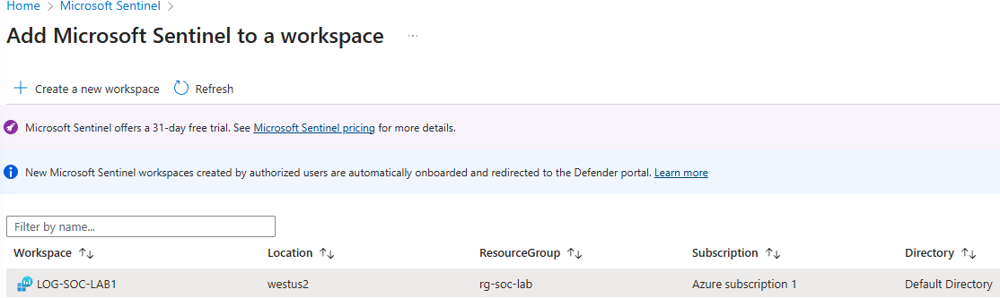 Home > Microsoft Sentinel >
Add Microsoft Sentinel to a workspace ...
+ Create a new workspace Refresh
Microsoft Sentinel offers a 31-day free trial. See Microsoft Sentinel pricing for more details.
New Microsoft Sentinel workspaces created by authorized users are automatically onboarded and redirected to the Defender portal. Learn more
Filter by name...
Workspace ↑↓ Location ↑↓ ResourceGroup ↑↓ Subscription ↑↓ Directory ↑↓
LOG-SOC-LAB1 westus2 rg-soc-lab Azure subscription 1 Default Directory